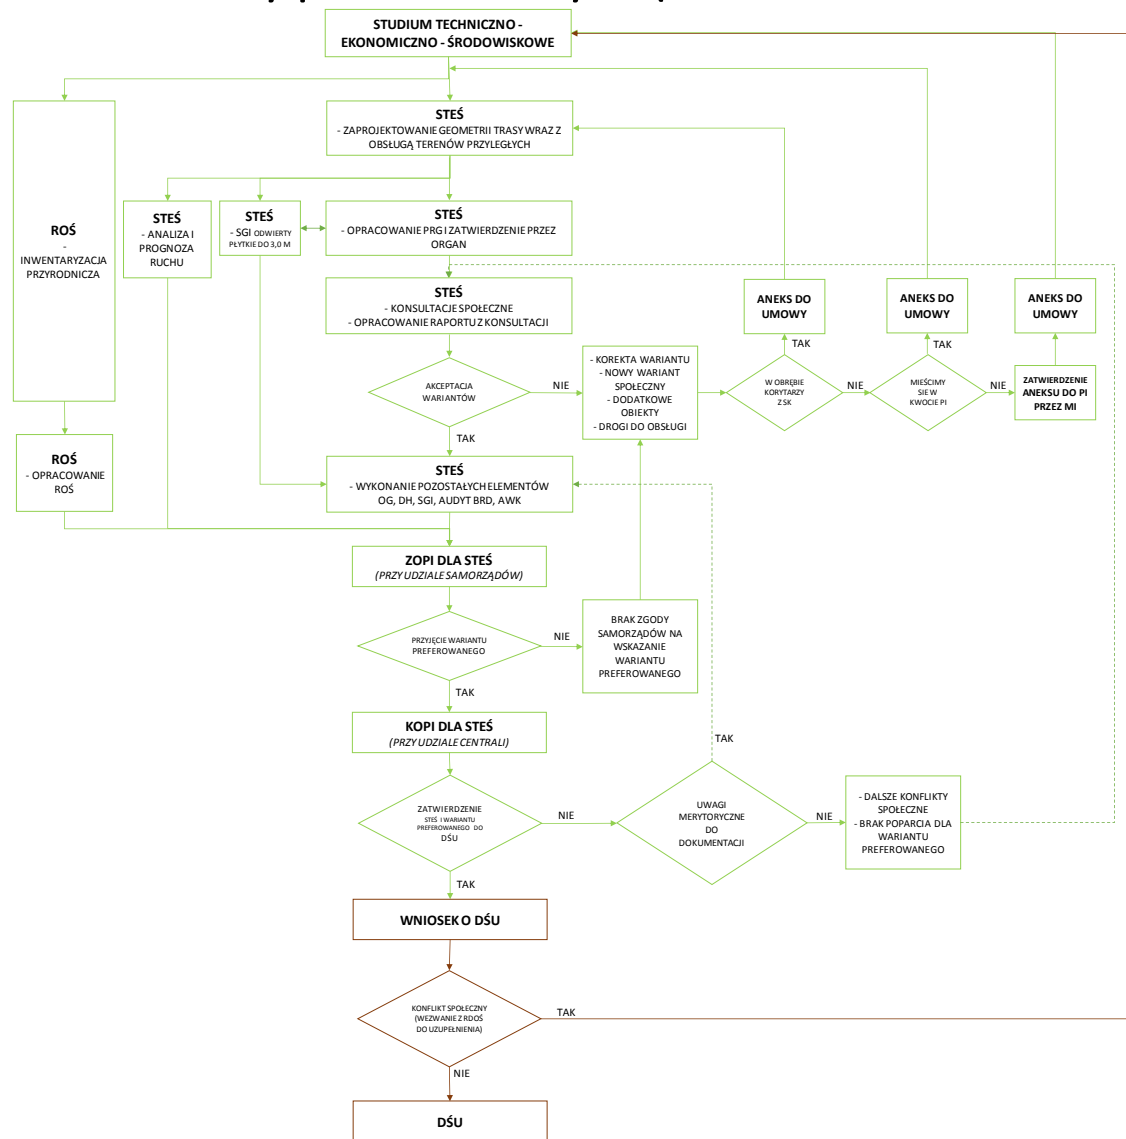 STUDIUM TECHNICZNO -
EKONOMICZNO - ŚRODOWISKOWE
STEŚ
- ZAPROJEKTOWANIE GEOMETRII TRASY WRAZ Z
OBSŁUGĄ TERENÓW PRZYLEGŁYCH
ROŚ
-
INWENTARYZACJA
PRZYRODNICZA
STEŚ
- ANALIZA I
PROGNOZA
RUCHU
STEŚ
- SGI ODWIERTY
PŁYTKIE DO 3,0 M
STEŚ
- OPRACOWANIE PRG I ZATWIERDZENIE PRZEZ
ORGAN
STEŚ
- KONSULTACJE SPOŁECZNE
- OPRACOWANIE RAPORTU Z KONSULTACJI
ANEKS DO
UMOWY
ANEKS DO
UMOWY
ANEKS DO
UMOWY
TAK
TAK
AKCEPTACJA
WARIANTÓW
NIE
- KOREKTA WARIANTU
- NOWY WARIANT
SPOŁECZNY
- DODATKOWE
OBIEKTY
- DROGI DO OBSŁUGI
W OBRĘBIE
KORYTARZY
Z SK
NIE
MIEŚCIMY
SIE W
KWOCIE PI
NIE
ZATWIERDZENIE
ANEKSU DO PI
PRZEZ MI
TAK
ROŚ
- OPRACOWANIE
ROŚ
STEŚ
- WYKONANIE POZOSTAŁYCH ELEMENTÓW
OG, DH, SGI, AUDYT BRD, AWK
ZOPI DLA STEŚ
(PRZY UDZIALE SAMORZĄDÓW)
PRZYJĘCIE WARIANTU
PREFEROWANEGO
NIE
BRAK ZGODY
SAMORZĄDÓW NA
WSKAZANIE
WARIANTU
PREFEROWANEGO
TAK
KOPI DLA STEŚ
(PRZY UDZIALE CENTRALI)
TAK
ZATWIERDZENIE
STEŚ I WARIANTU
PREFEROWANEGO DO
DŚU
NIE
UWAGI
MERYTORYCZNE
DO
DOKUMENTACJI
NIE
- DALSZE KONFLIKTY
SPOŁECZNE
- BRAK POPARCIA DLA
WARIANTU
PREFEROWANEGO
TAK
WNIOSEK O DŚU
KONFLIKT SPOŁECZNY
(WEZWANIE Z RDOŚ
DO UZUPEŁNIENIA)
TAK
NIE
DŚU